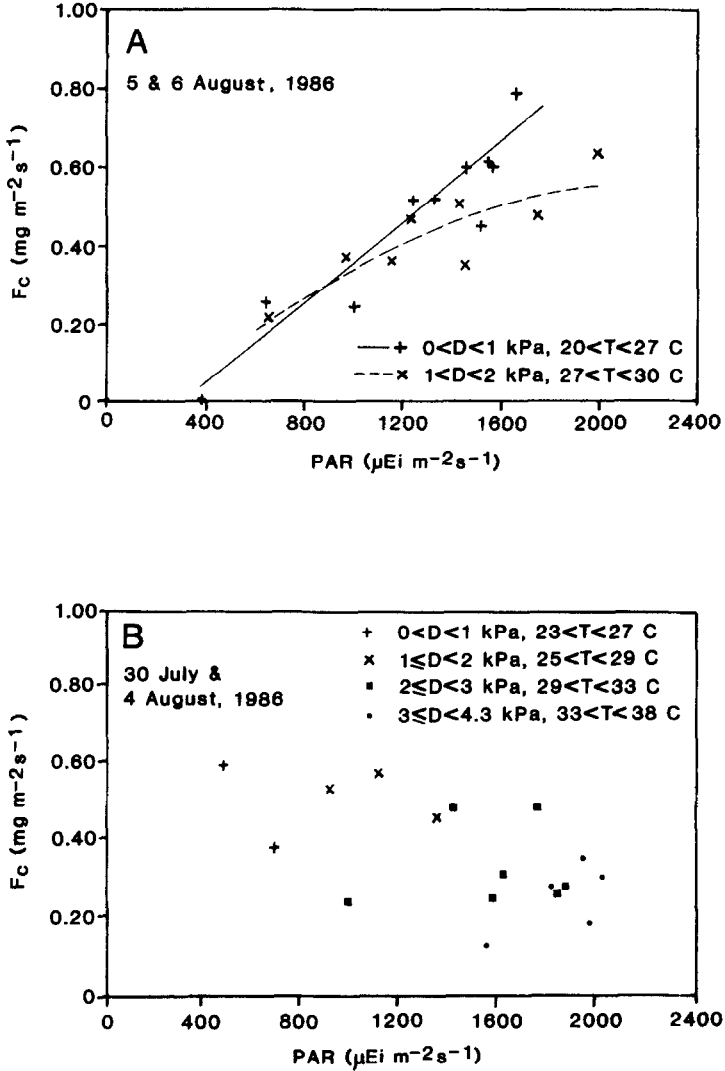 A
5 & 6 August, 1986
1.00
0.80
0.60
0.40
0.20
0
F_C (mg m⁻²s⁻¹)
+ 0<D<1 kPa, 20<T<27 C
x 1<D<2 kPa, 27<T<30 C
0 400 800 1200 1600 2000 2400
PAR (µEi m⁻²s⁻¹)
B
30 July &
4 August, 1986
1.00
0.80
0.60
0.40
0.20
0
F_C (mg m⁻²s⁻¹)
+ 0<D<1 kPa, 23<T<27 C
x 1⩽D<2 kPa, 25<T<29 C
■ 2⩽D<3 kPa, 29<T<33 C
• 3⩽D<4.3 kPa, 33<T<38 C
0 400 800 1200 1600 2000 2400
PAR (µEi m⁻²s⁻¹)